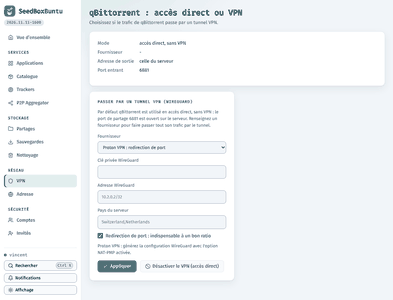 SeedBoxBuntu
Vue d'ensemble
SERVICES
Applications
Catalogue
Trackers
P2P Aggregator
STOCKAGE
Partages
Sauvegardes
Nettoyage
RÉSEAU
VPN
Adresse
SÉCURITÉ
Comptes
Invités
vincent
Rechercher
Notifications
Affichage
qBittorrent : accès direct ou VPN
Choisissez si le trafic de qBittorrent passe par un tunnel VPN.
Mode accès direct, sans VPN
Fournisseur -
Adresse de sortie celle du serveur
Port entrant 6881
PASSER PAR UN TUNNEL VPN (WIREGUARD)
Par défaut qBittorrent est utilisé en accès direct, sans VPN : le
port de partage 6881 est ouvert sur le serveur. Renseignez un
fournisseur pour faire passer tout son trafic par le tunnel.
Fournisseur
Proton VPN : redirection de port
Clé privée WireGuard
Adresse WireGuard
10.2.0.2/32
Pays du serveur
Switzerland,Netherlands
Redirection de port : indispensable à un bon ratio
Proton VPN : générez la configuration WireGuard avec l'option
NAT-PMP activée.
Appliquer
Désactiver le VPN (accès direct)